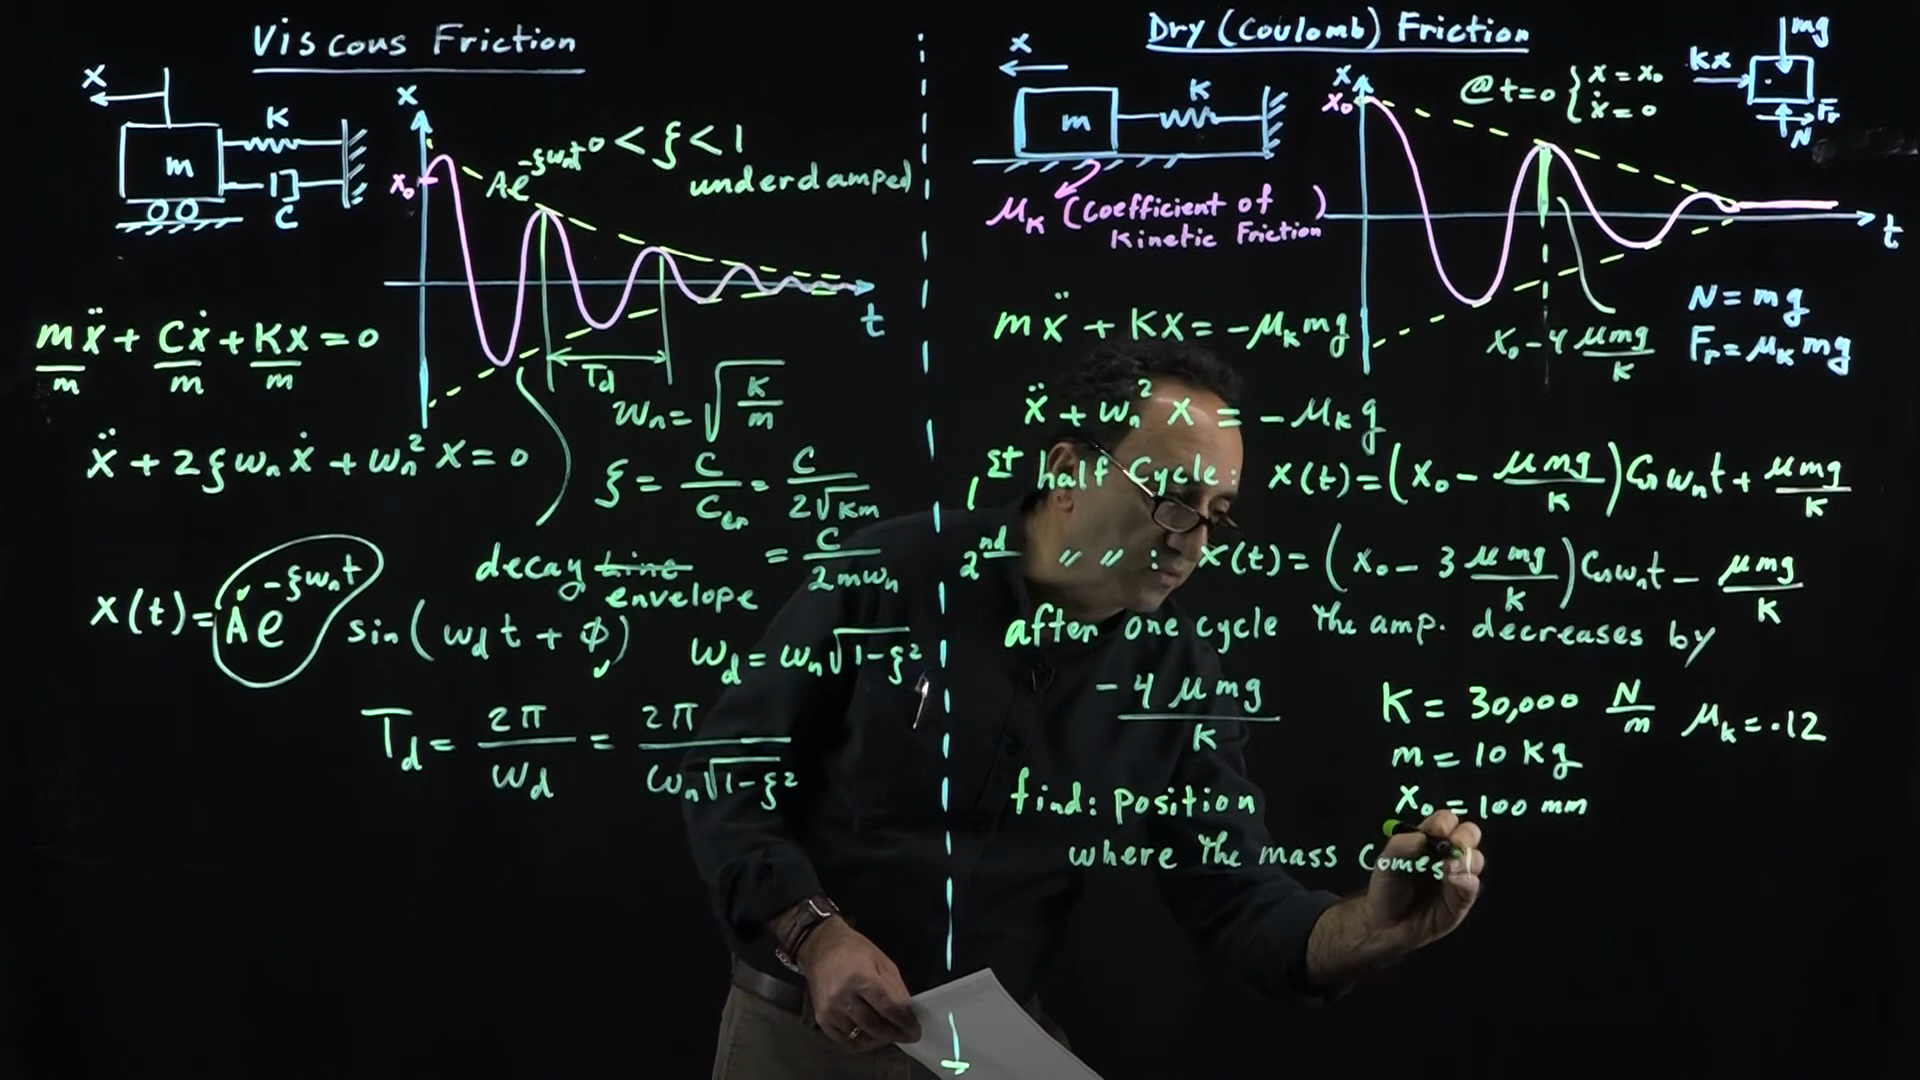 Viscous Friction
x
K
m
C
x
x₀
Ae^-ξωₙt
0 < ξ < 1
underdamped
t
T_d
mẍ/m + Cẋ/m + Kx/m = 0
ωₙ = √(K/m)
ẍ + 2ξωₙẋ + ωₙ²x = 0
ξ = C/C_cr = C/(2√Km)
= C/(2mωₙ)
decay line
envelope
x(t) = Ae^-ξωₙt sin(ω_d t + ϕ)
ω_d = ωₙ√(1-ξ²)
T_d = 2π/ω_d = 2π/(ωₙ√(1-ξ²))
Dry (Coulomb) Friction
x
K
m
μ_K (Coefficient of
Kinetic Friction)
x
x₀
@t=0 { x = x₀
ẋ = 0
t
mg
Kx
F_r
N
x₀ - 4 μmg/K
N = mg
F_r = μ_K mg
mẍ + Kx = -μ_K mg
ẍ + ωₙ² x = -μ_K g
1st half Cycle: x(t) = (x₀ - μmg/K) Cos ωₙt + μmg/K
2nd 〃 〃 : x(t) = (x₀ - 3 μmg/K) Cos ωₙt - μmg/K
after one cycle the amp. decreases by
-4 μmg/K
K = 30,000 N/m μ_k = .12
m = 10 Kg
x₀ = 100 mm
find: position
where the mass comes